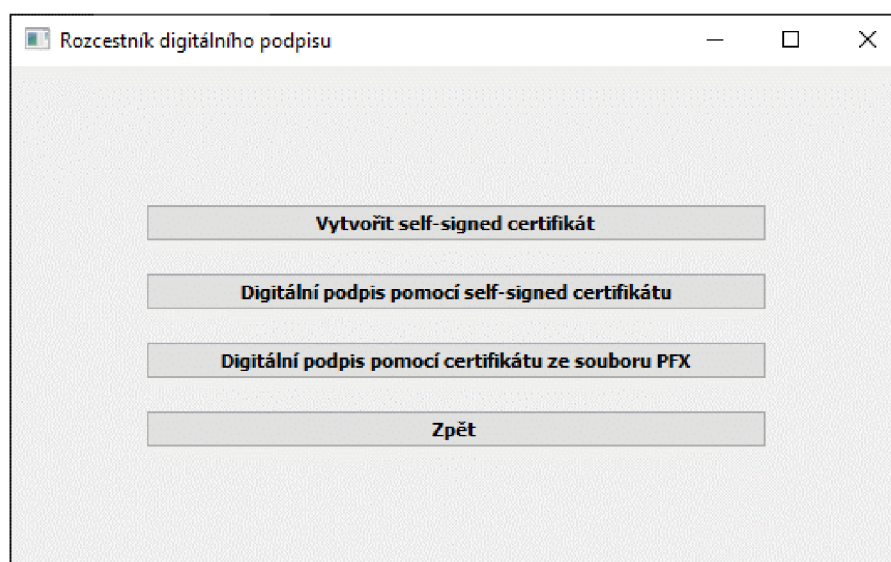 Rozcestník digitálního podpisu
Vytvořit self-signed certifikát
Digitální podpis pomocí self-signed certifikátu
Digitální podpis pomocí certifikátu ze souboru PFX
Zpět